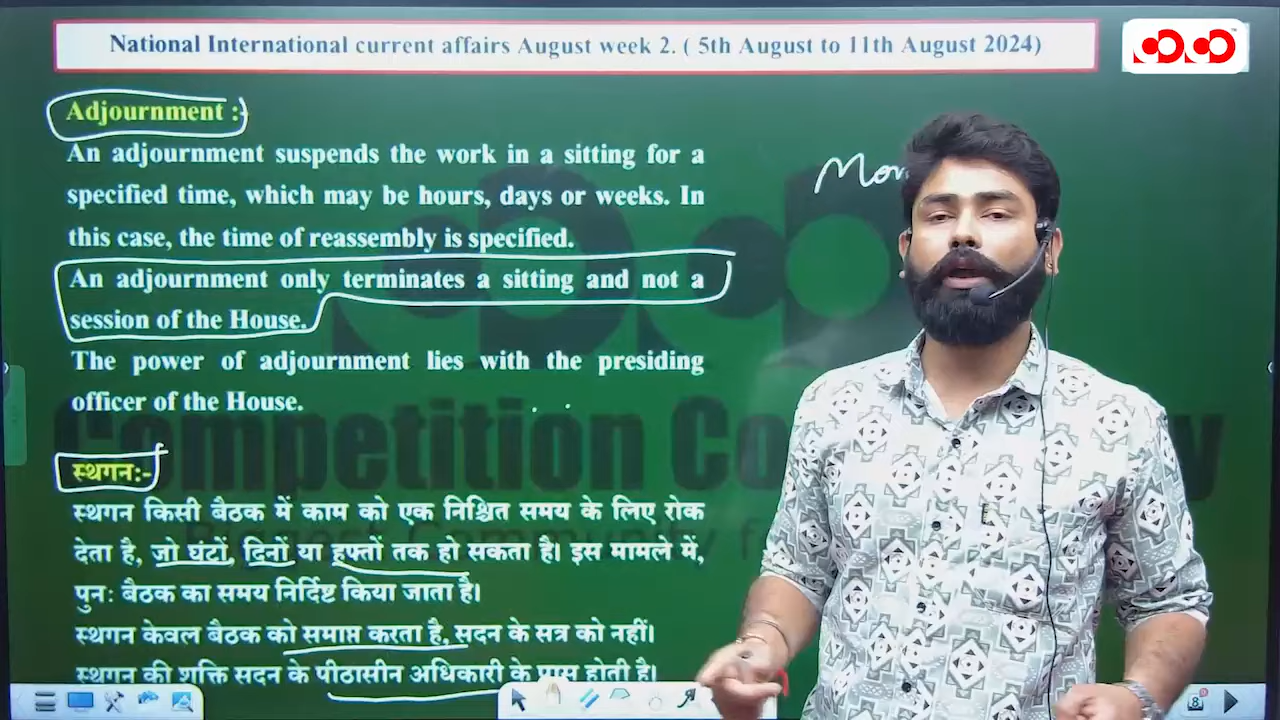 National International current affairs August week 2. ( 5th August to 11th August 2024)
Adjournment :-
An adjournment suspends the work in a sitting for a
specified time, which may be hours, days or weeks. In
this case, the time of reassembly is specified.
An adjournment only terminates a sitting and not a
session of the House.
The power of adjournment lies with the presiding
officer of the House.
स्थगन:-
स्थगन किसी बैठक में काम को एक निश्चित समय के लिए रोक
देता है, जो घंटों, दिनों या हफ्तों तक हो सकता है। इस मामले में,
पुनः बैठक का समय निर्दिष्ट किया जाता है।
स्थगन केवल बैठक को समाप्त करता है, सदन के सत्र को नहीं।
स्थगन की शक्ति सदन के पीठासीन अधिकारी के पास होती है।
Competition